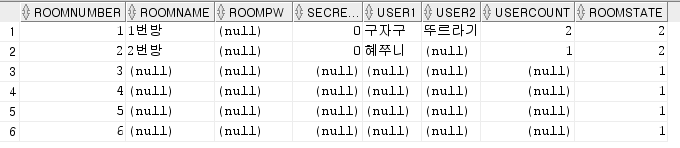 ROOMNUMBER ROOMNAME ROOMPW SECRE... USER1 USER2 USERCOUNT ROOMSTATE
1 1 1번방 (null) 0 구자구 뚜르라기 2 2
2 2 2번방 (null) 0 혜쭈니 (null) 1 2
3 3 (null) (null) (null) (null) (null) (null) 1
4 4 (null) (null) (null) (null) (null) (null) 1
5 5 (null) (null) (null) (null) (null) (null) 1
6 6 (null) (null) (null) (null) (null) (null) 1